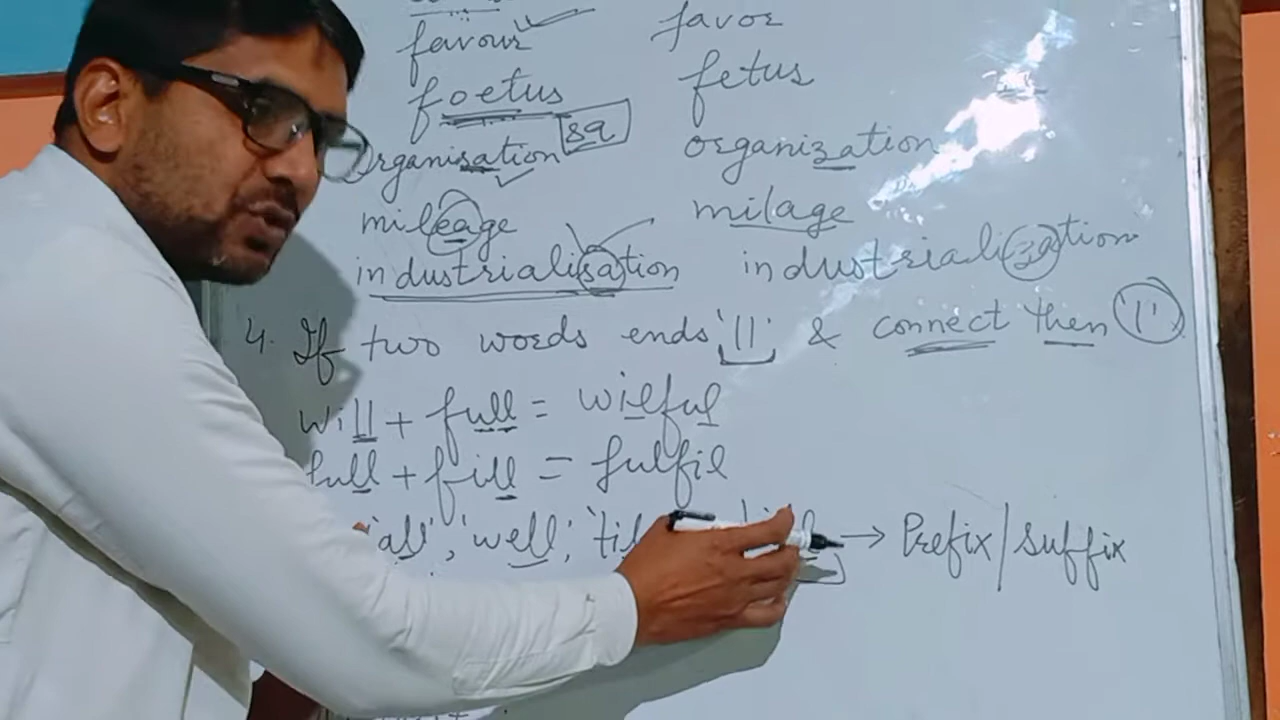 favour favor
foetus fetus
sa
organisation organization
mileage milage
industrialisation industrialization
4. If two words ends 'll' & connect then 'l'
will + full = wilful
full + fill = fulfil
'all', 'well', → Prefix/suffix